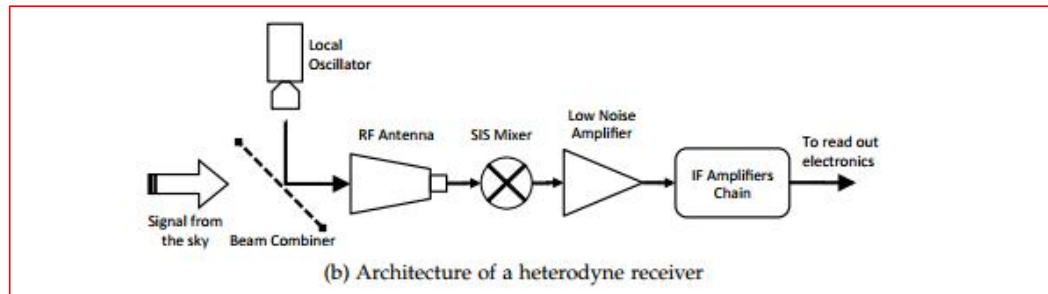 Local
Oscillator
RF Antenna
SIS Mixer
Low Noise
Amplifier
To read out
electronics
IF Amplifiers
Chain
Signal from
the sky
Beam Combiner
(b) Architecture of a heterodyne receiver